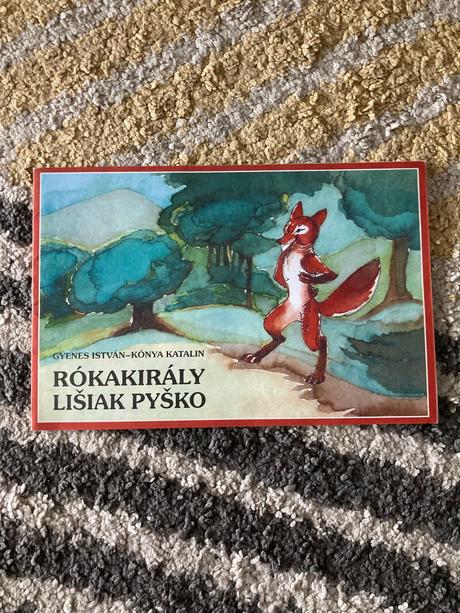 GYENES ISTVÁN–KÓNYA KATALIN
RÓKAKIRÁLY
LIŠIAK PYŠKO